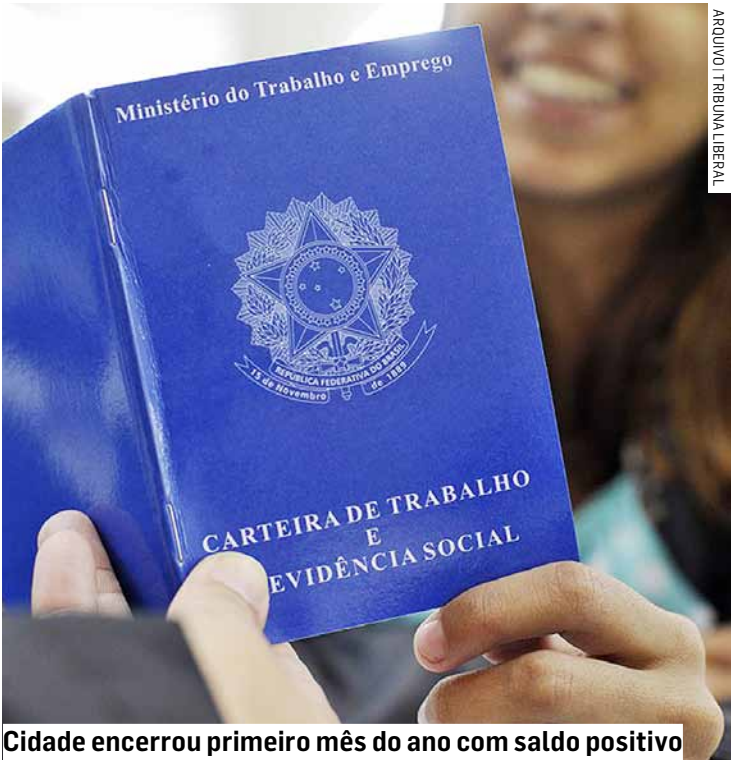 ARQUIVO | TRIBUNA LIBERAL
Ministério do Trabalho e Emprego
REPÚBLICA FEDERATIVA DO BRASIL
15 de Novembro de 1889
CARTEIRA DE TRABALHO
E
EVIDÊNCIA SOCIAL
Cidade encerrou primeiro mês do ano com saldo positivo